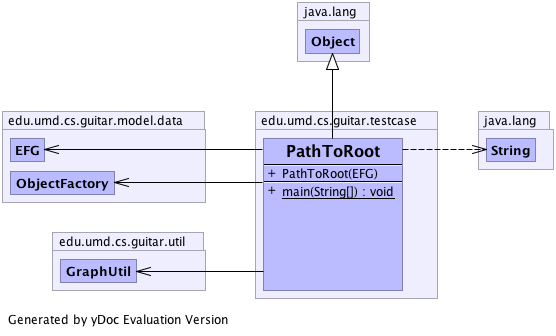 java.lang
Object
edu.umd.cs.guitar.model.data
EFG
ObjectFactory
edu.umd.cs.guitar.testcase
PathToRoot
+ PathToRoot(EFG)
+ main(String[]) : void
java.lang
String
edu.umd.cs.guitar.util
GraphUtil
Generated by yDoc Evaluation Version